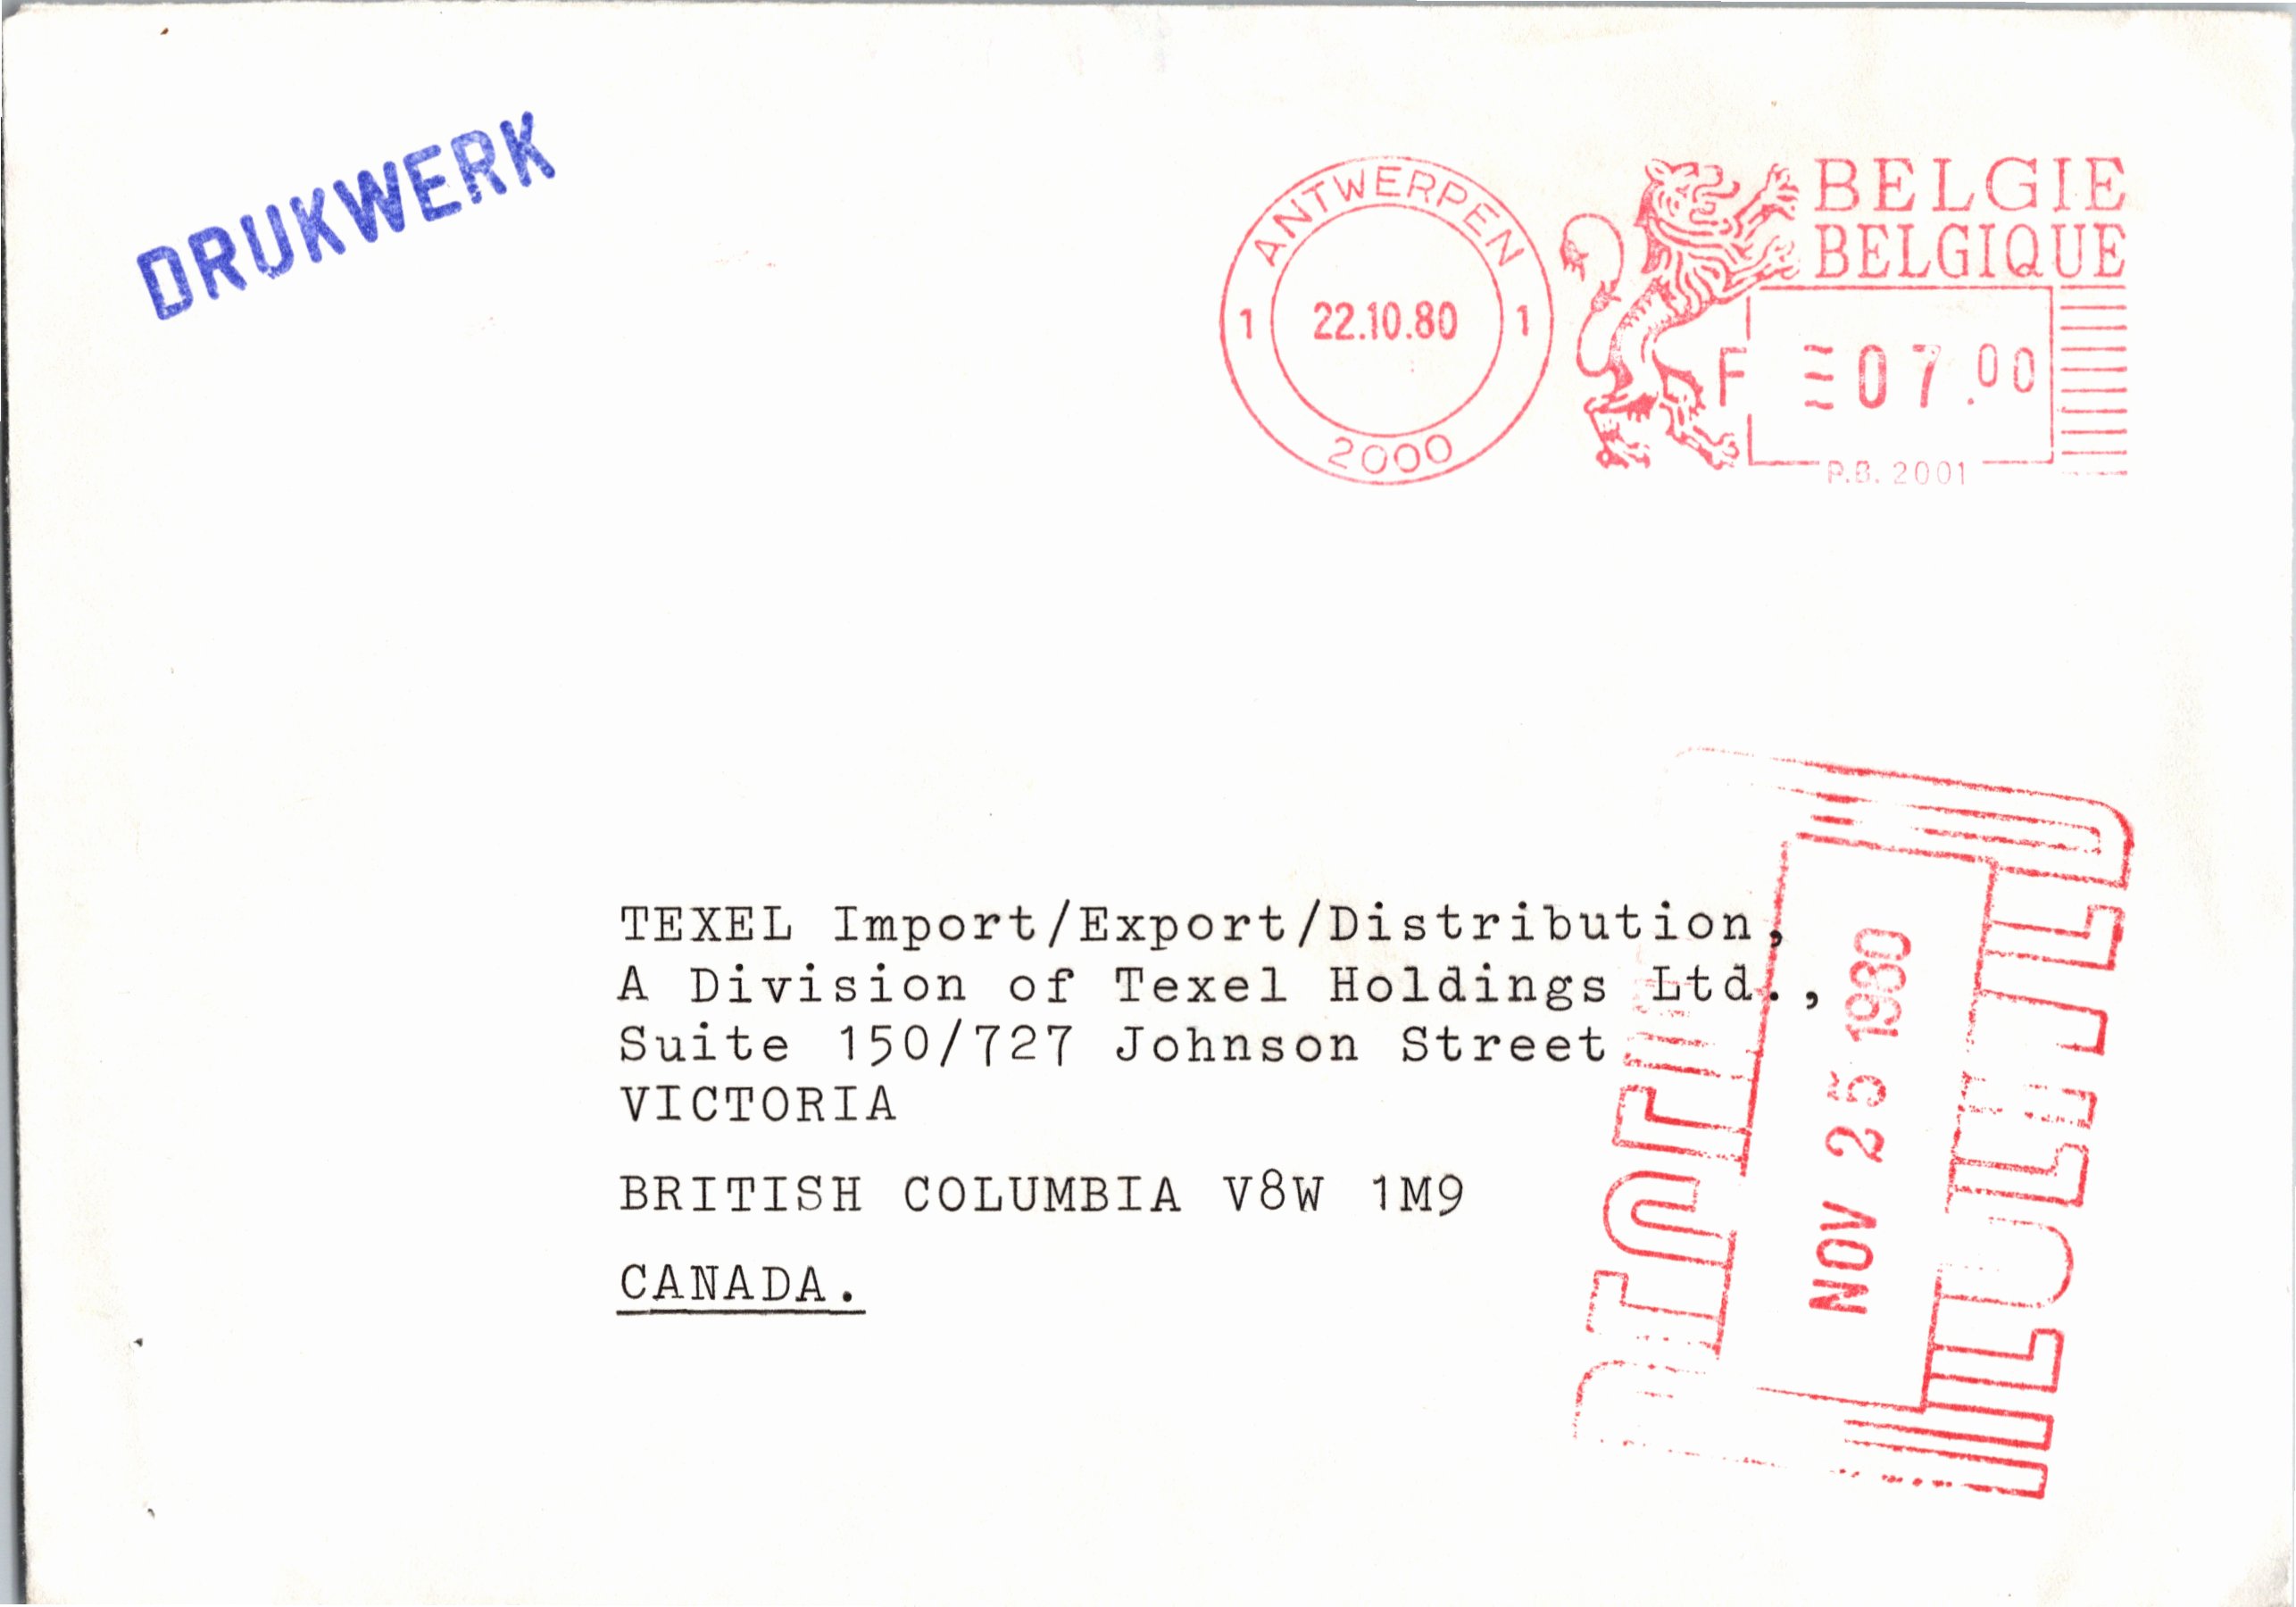 DRUKWERK
ANTWERPEN
1 22.10.80 1
2000
BELGIE
BELGIQUE
F 07.00
P.B. 2001
TEXEL Import/Export/Distribution,
A Division of Texel Holdings Ltd.,
Suite 150/727 Johnson Street
VICTORIA
BRITISH COLUMBIA V8W 1M9
CANADA.
NOV 25 1980